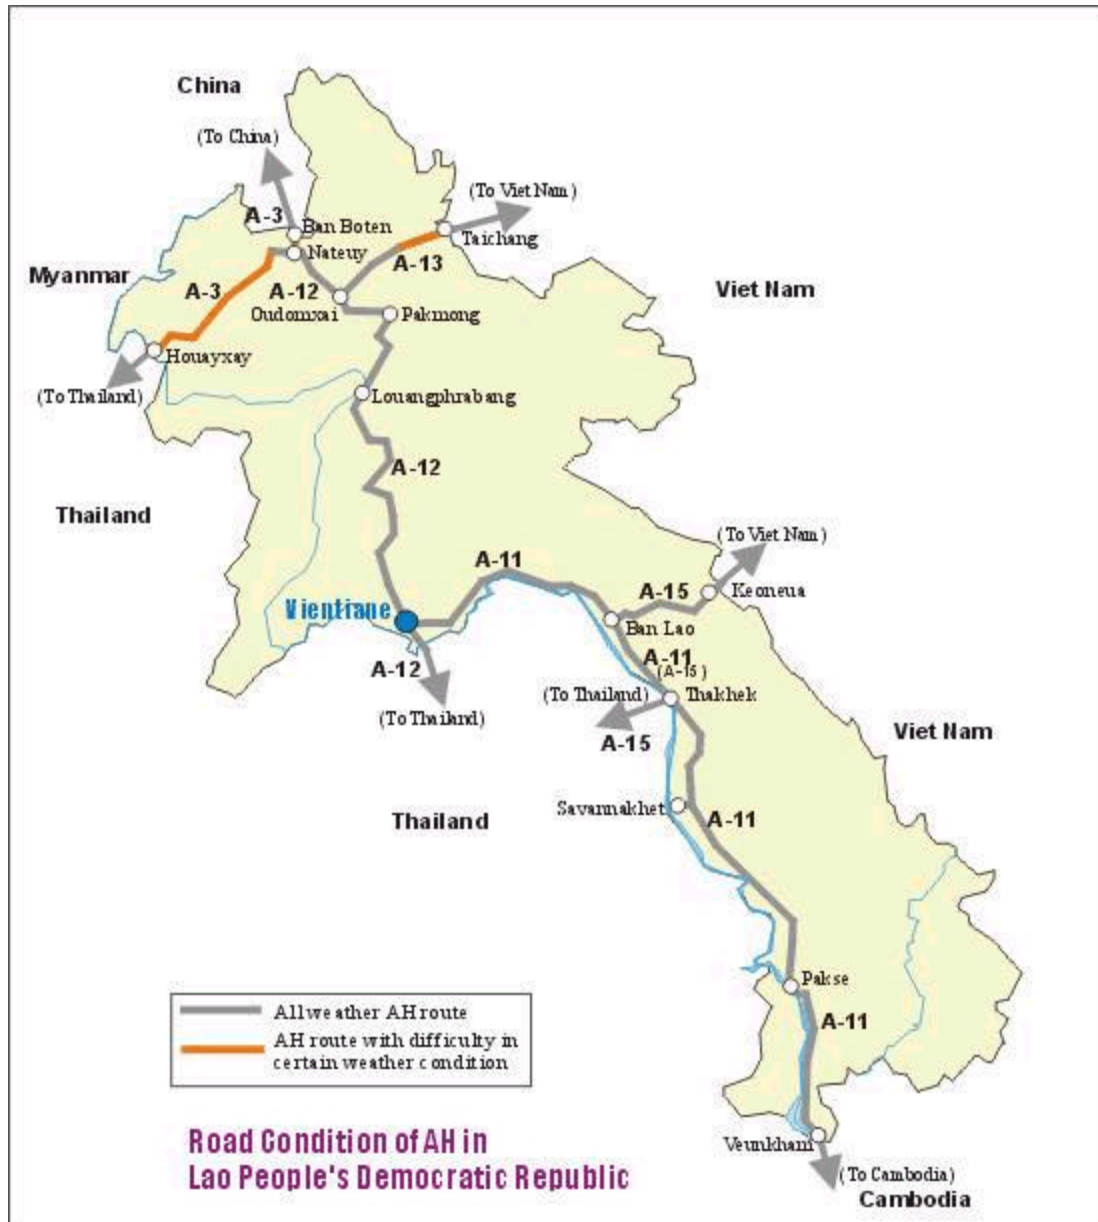 China
(To China)
(To Viet Nam)
A-3
Ban Boten
Taichang
Nateuy
A-13
Myanmar
A-3
A-12
Viet Nam
Oudomxai
Pakmong
Houayxay
(To Thailand)
Louangphrabang
A-12
Thailand
(To Viet Nam)
A-11
A-15
Keoneua
Vientiane
Ban Lao
A-11
(A-15)
A-12
(To Thailand)
Thakhek
(To Thailand)
A-15
Viet Nam
Savannakhet
Thailand
A-11
Pakse
A-11
All weather AH route
AH route with difficulty in
certain weather condition
Road Condition of AH in
Lao People's Democratic Republic
Veunkham
(To Cambodia)
Cambodia